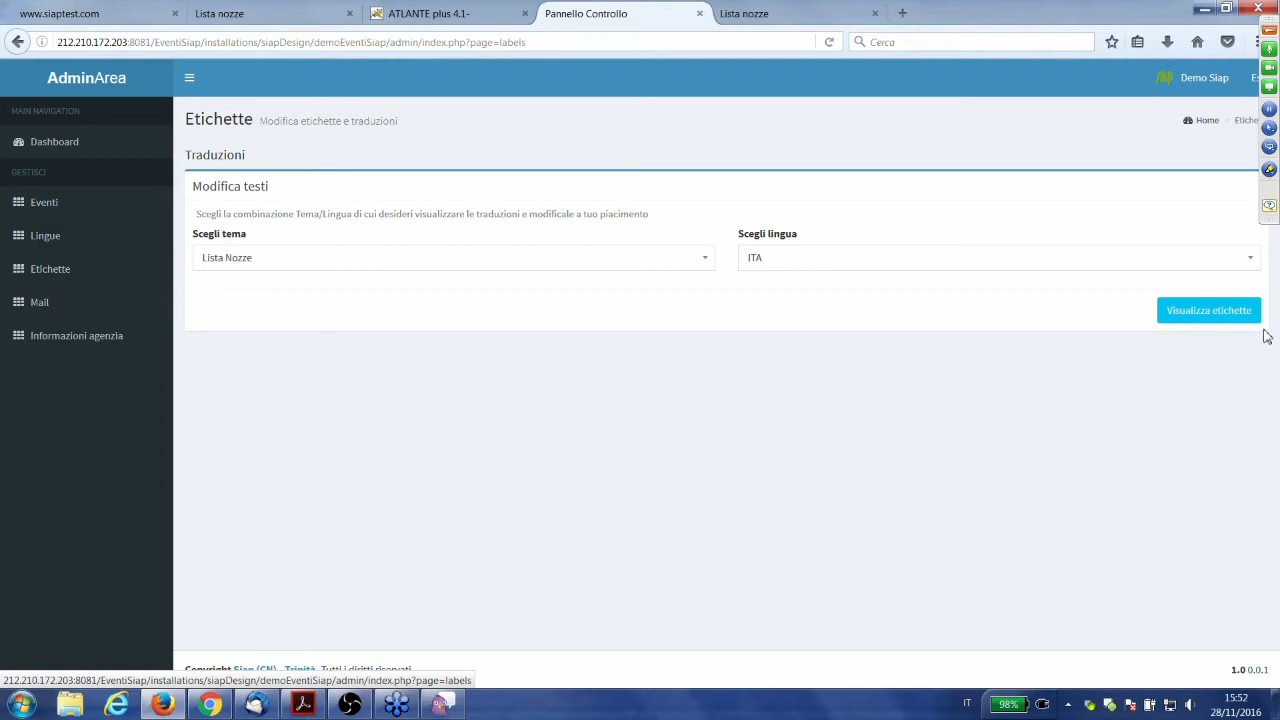 www.siaptest.com
Lista nozze
ATLANTE plus 4.1-
Pannello Controllo
Lista nozze
212.210.172.203:8081/EventiSiap/installations/siapDesign/demoEventiSiap/admin/index.php?page=labels
Cerca
AdminArea
Demo Siap
MAIN NAVIGATION
Etichette Modifica etichette e traduzioni
Home
Dashboard
Traduzioni
GESTISCI
Modifica testi
Eventi
Scegli la combinazione Tema/Lingua di cui desideri visualizzare le traduzioni e modificale a tuo piacimento
Lingue
Scegli tema
Scegli lingua
Lista Nozze
ITA
Etichette
Mail
Visualizza etichette
Informazioni agenzia
Copyright Siap (CN) - Trinità. Tutti i diritti riservati
1.0 0.0.1
212.210.172.203:8081/EventiSiap/installations/siapDesign/demoEventiSiap/admin/index.php?page=labels
IT
98%
15:52
28/11/2016